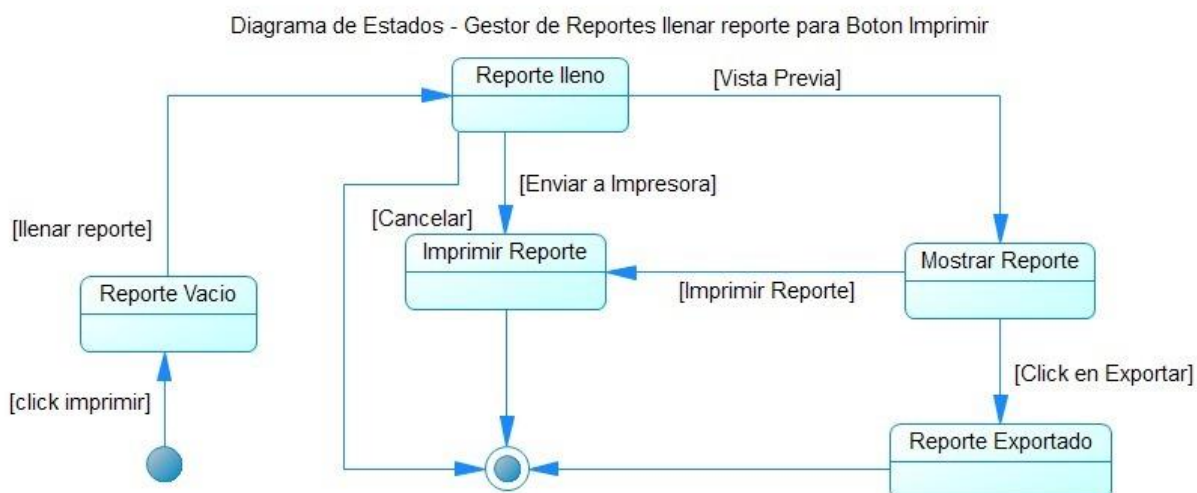 Diagrama de Estados - Gestor de Reportes llenar reporte para Boton Imprimir
Reporte lleno
[Vista Previa]
[Enviar a Impresora]
[Cancelar]
[llenar reporte]
Imprimir Reporte
Mostrar Reporte
Reporte Vacio
[Imprimir Reporte]
[Click en Exportar]
[click imprimir]
Reporte Exportado